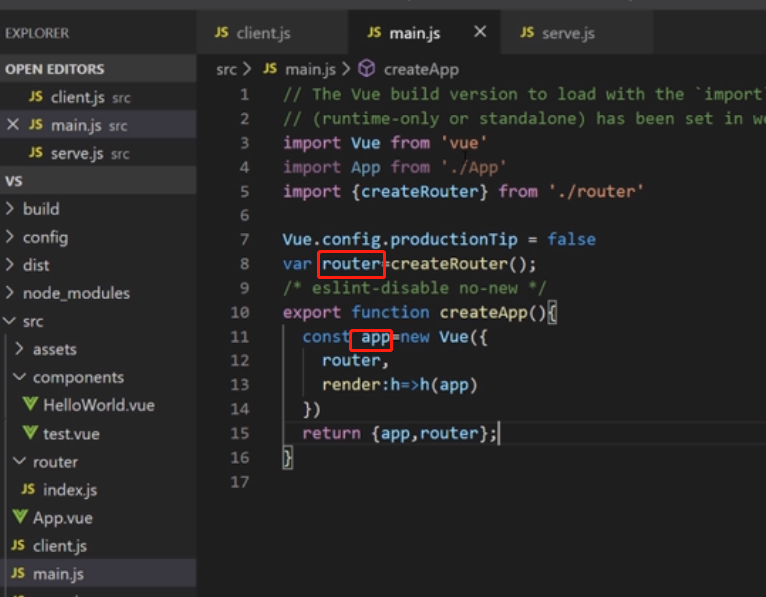 EXPLORER
JS client.js
JS main.js
JS serve.js
OPEN EDITORS
JS client.js src
JS main.js src
JS serve.js src
VS
build
config
dist
node_modules
src
assets
components
HelloWorld.vue
test.vue
router
JS index.js
App.vue
JS client.js
JS main.js
src > JS main.js > createApp
1 // The Vue build version to load with the `import`
2 // (runtime-only or standalone) has been set in we
3 import Vue from 'vue'
4 import App from './App'
5 import {createRouter} from './router'
6
7 Vue.config.productionTip = false
8 var router=createRouter();
9 /* eslint-disable no-new */
10 export function createApp(){
11 const app=new Vue({
12 router,
13 render:h=>h(app)
14 })
15 return {app,router};
16 }
17